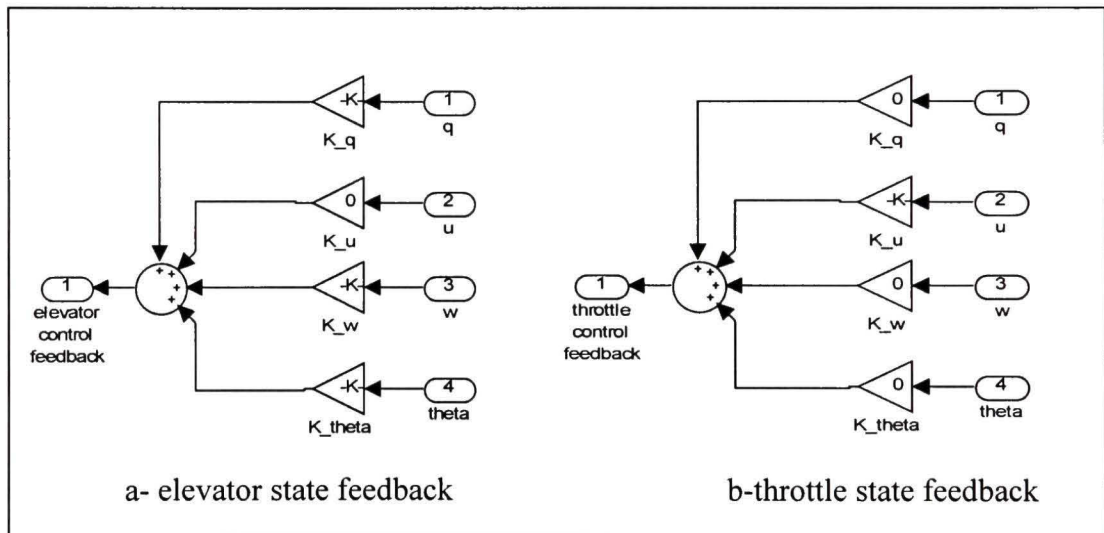 -K-
1
q
K_q
0
2
u
K_u
+
+
+
+
1
elevator
control
feedback
-K-
3
w
K_w
-K-
4
theta
K_theta
a- elevator state feedback
0
1
q
K_q
-K-
2
u
K_u
+
+
+
+
1
throttle
control
feedback
0
3
w
K_w
0
4
theta
K_theta
b-throttle state feedback